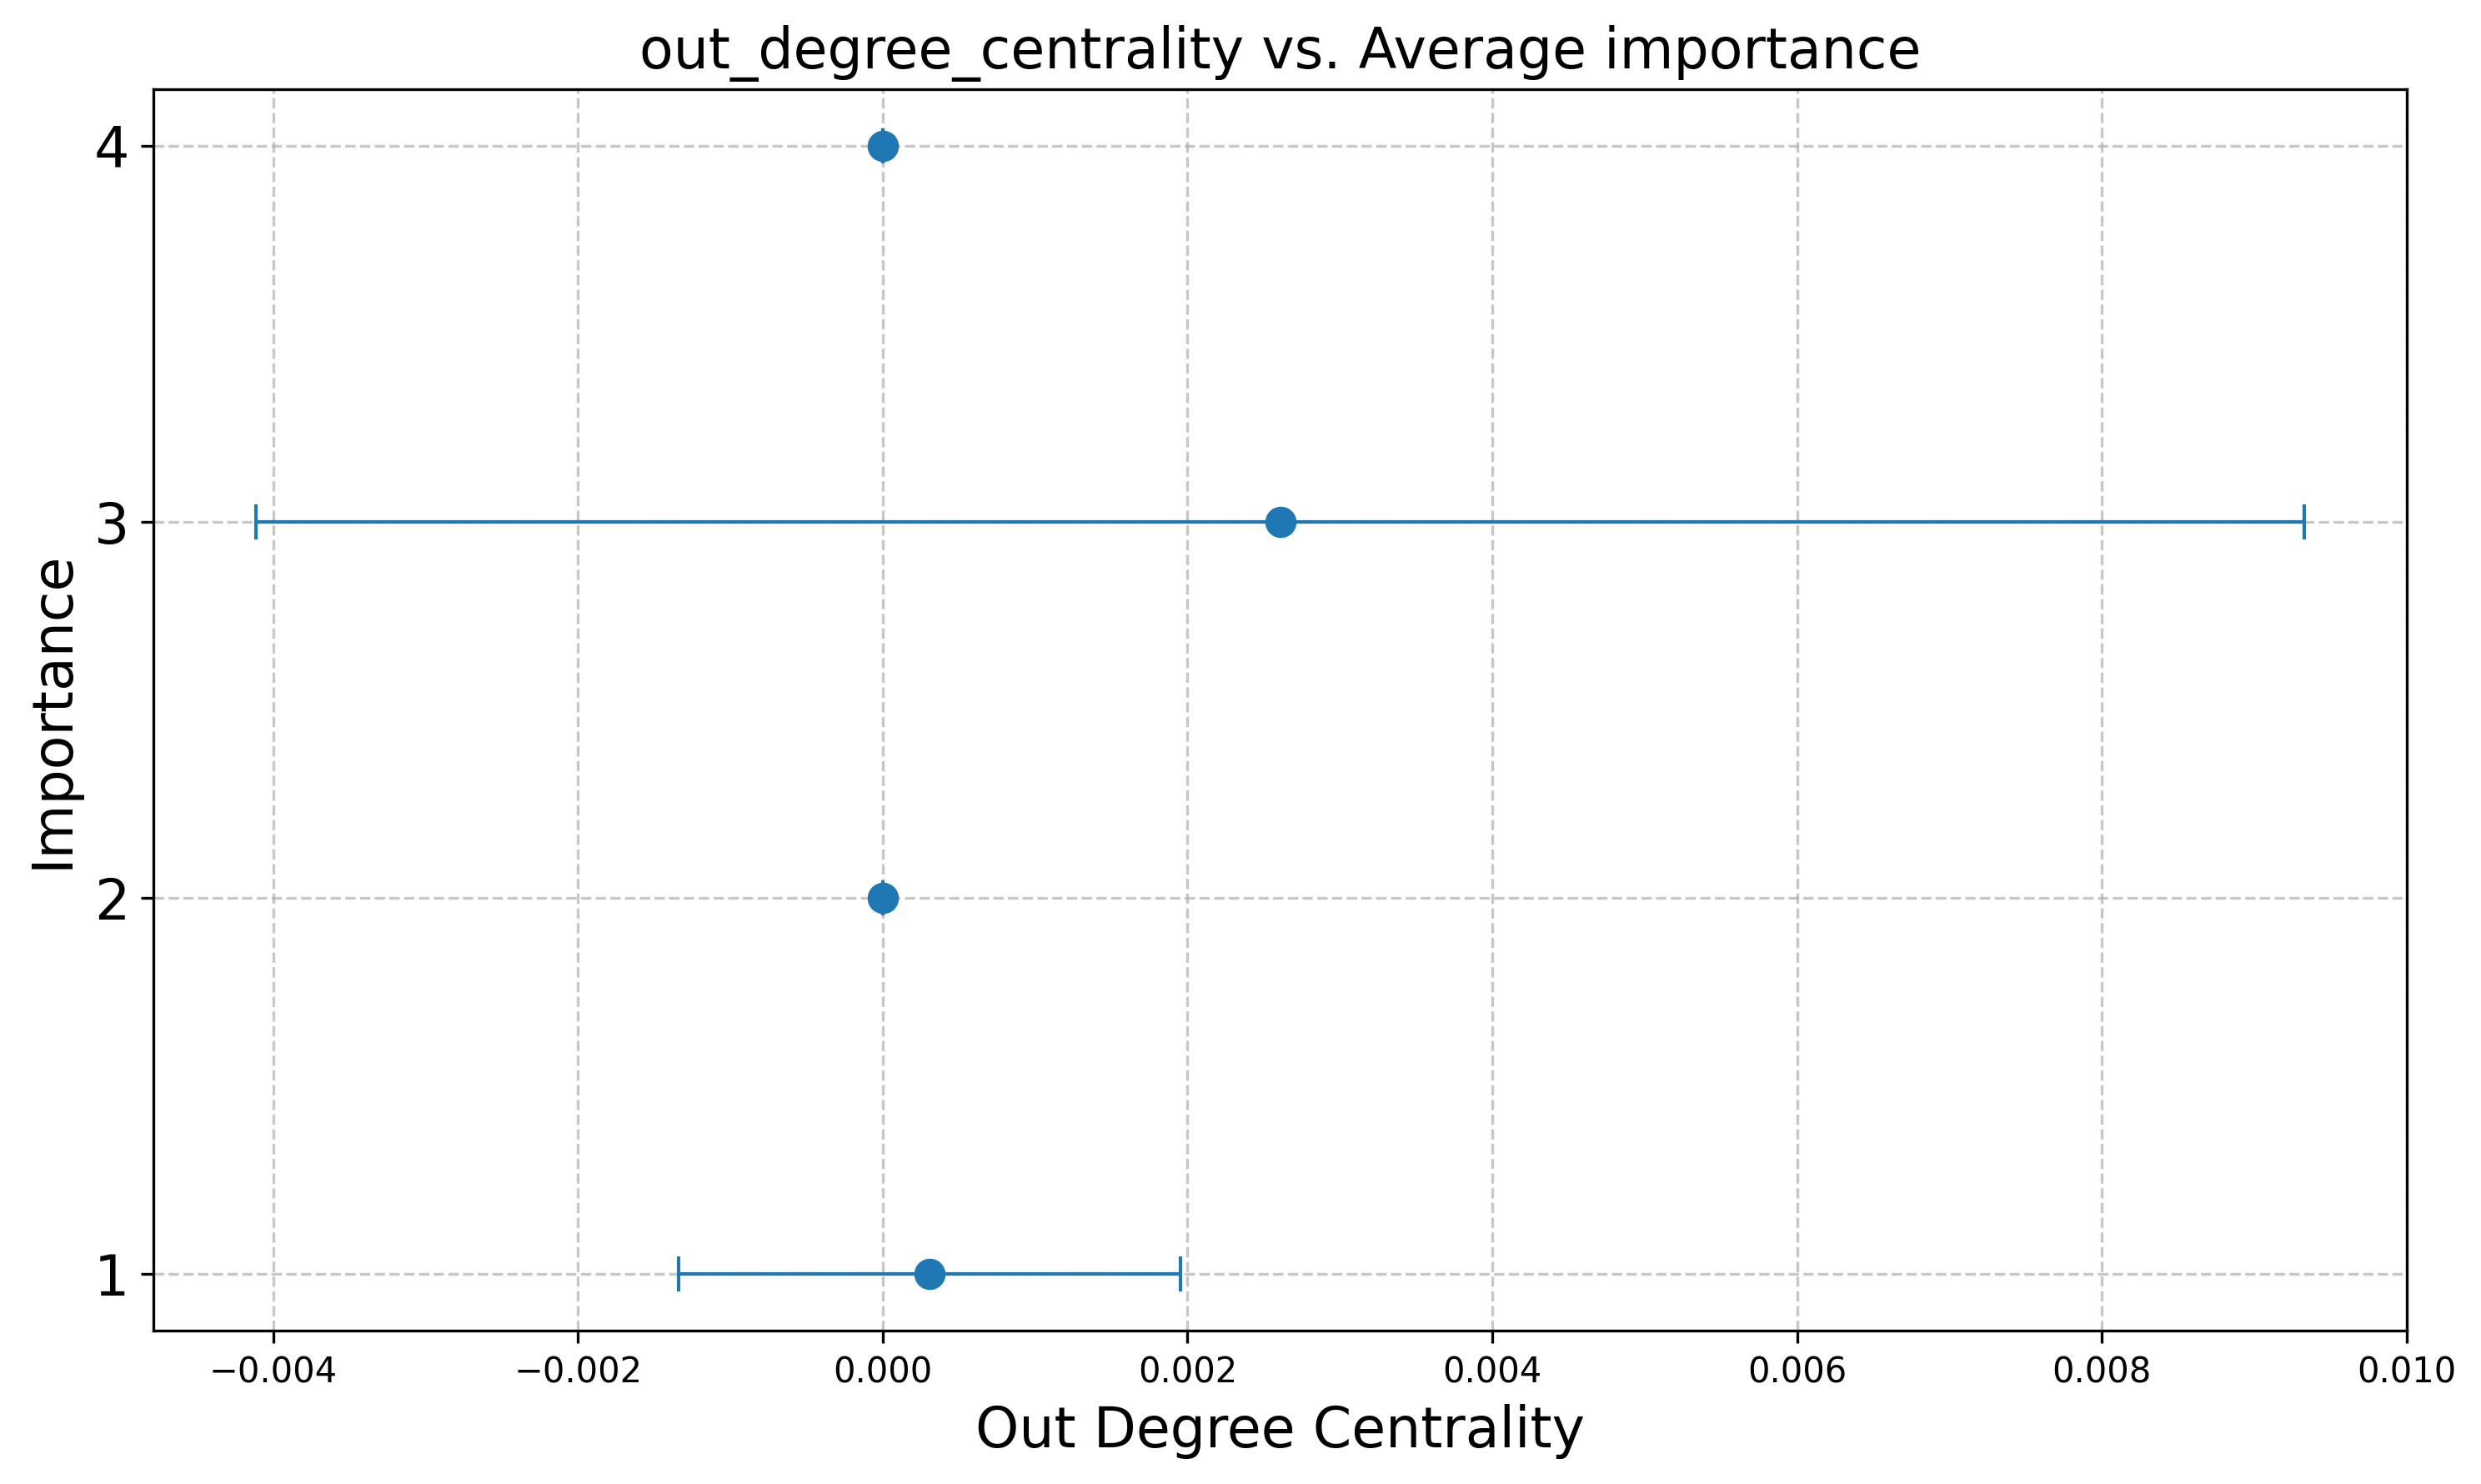 out_degree_centrality vs. Average importance
4
3
2
1
Importance
−0.004 −0.002 0.000 0.002 0.004 0.006 0.008 0.010
Out Degree Centrality